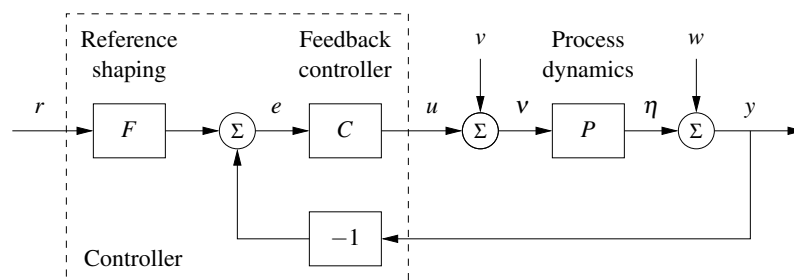 Reference
shaping
Feedback
controller
v
Process
dynamics
w
r
F
Σ
e
C
u
Σ
ν
P
η
Σ
y
−1
Controller